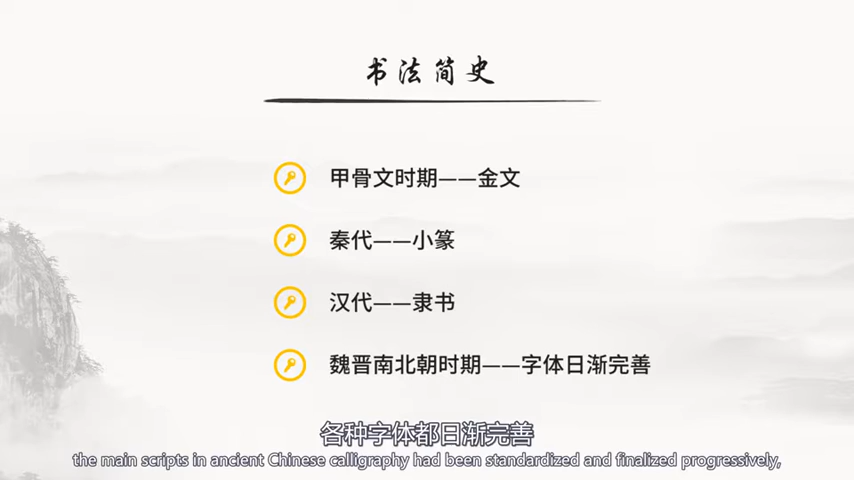 书法简史
甲骨文时期——金文
秦代——小篆
汉代——隶书
魏晋南北朝时期——字体日渐完善
各种字体都日渐完善
the main scripts in ancient Chinese calligraphy had been standardized and finalized progressively,